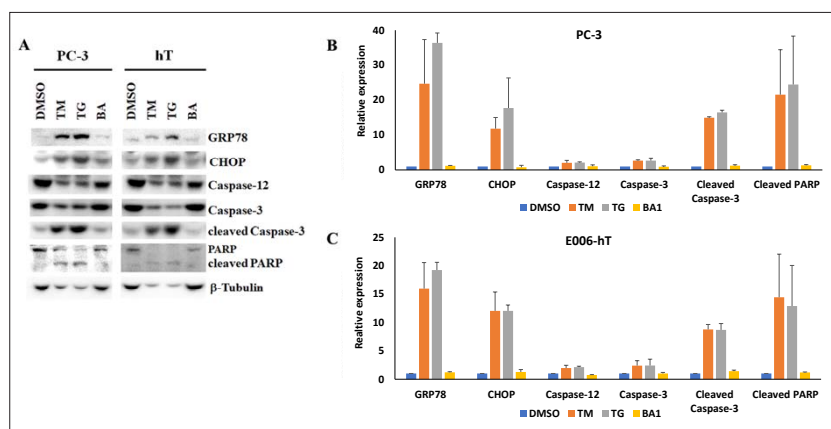 A
PC-3 hT
DMSO TM TG BA DMSO TM TG BA
GRP78
CHOP
Caspase-12
Caspase-3
cleaved Caspase-3
PARP
cleaved PARP
β-Tubulin
B
PC-3
Relative expression
40
30
20
10
0
GRP78 CHOP Caspase-12 Caspase-3 Cleaved Cleaved PARP
Caspase-3
DMSO TM TG BA1
C
E006-hT
Realtive expression
25
20
15
10
5
0
GRP78 CHOP Caspase-12 Caspase-3 Cleaved Cleaved PARP
Caspase-3
DMSO TM TG BA1